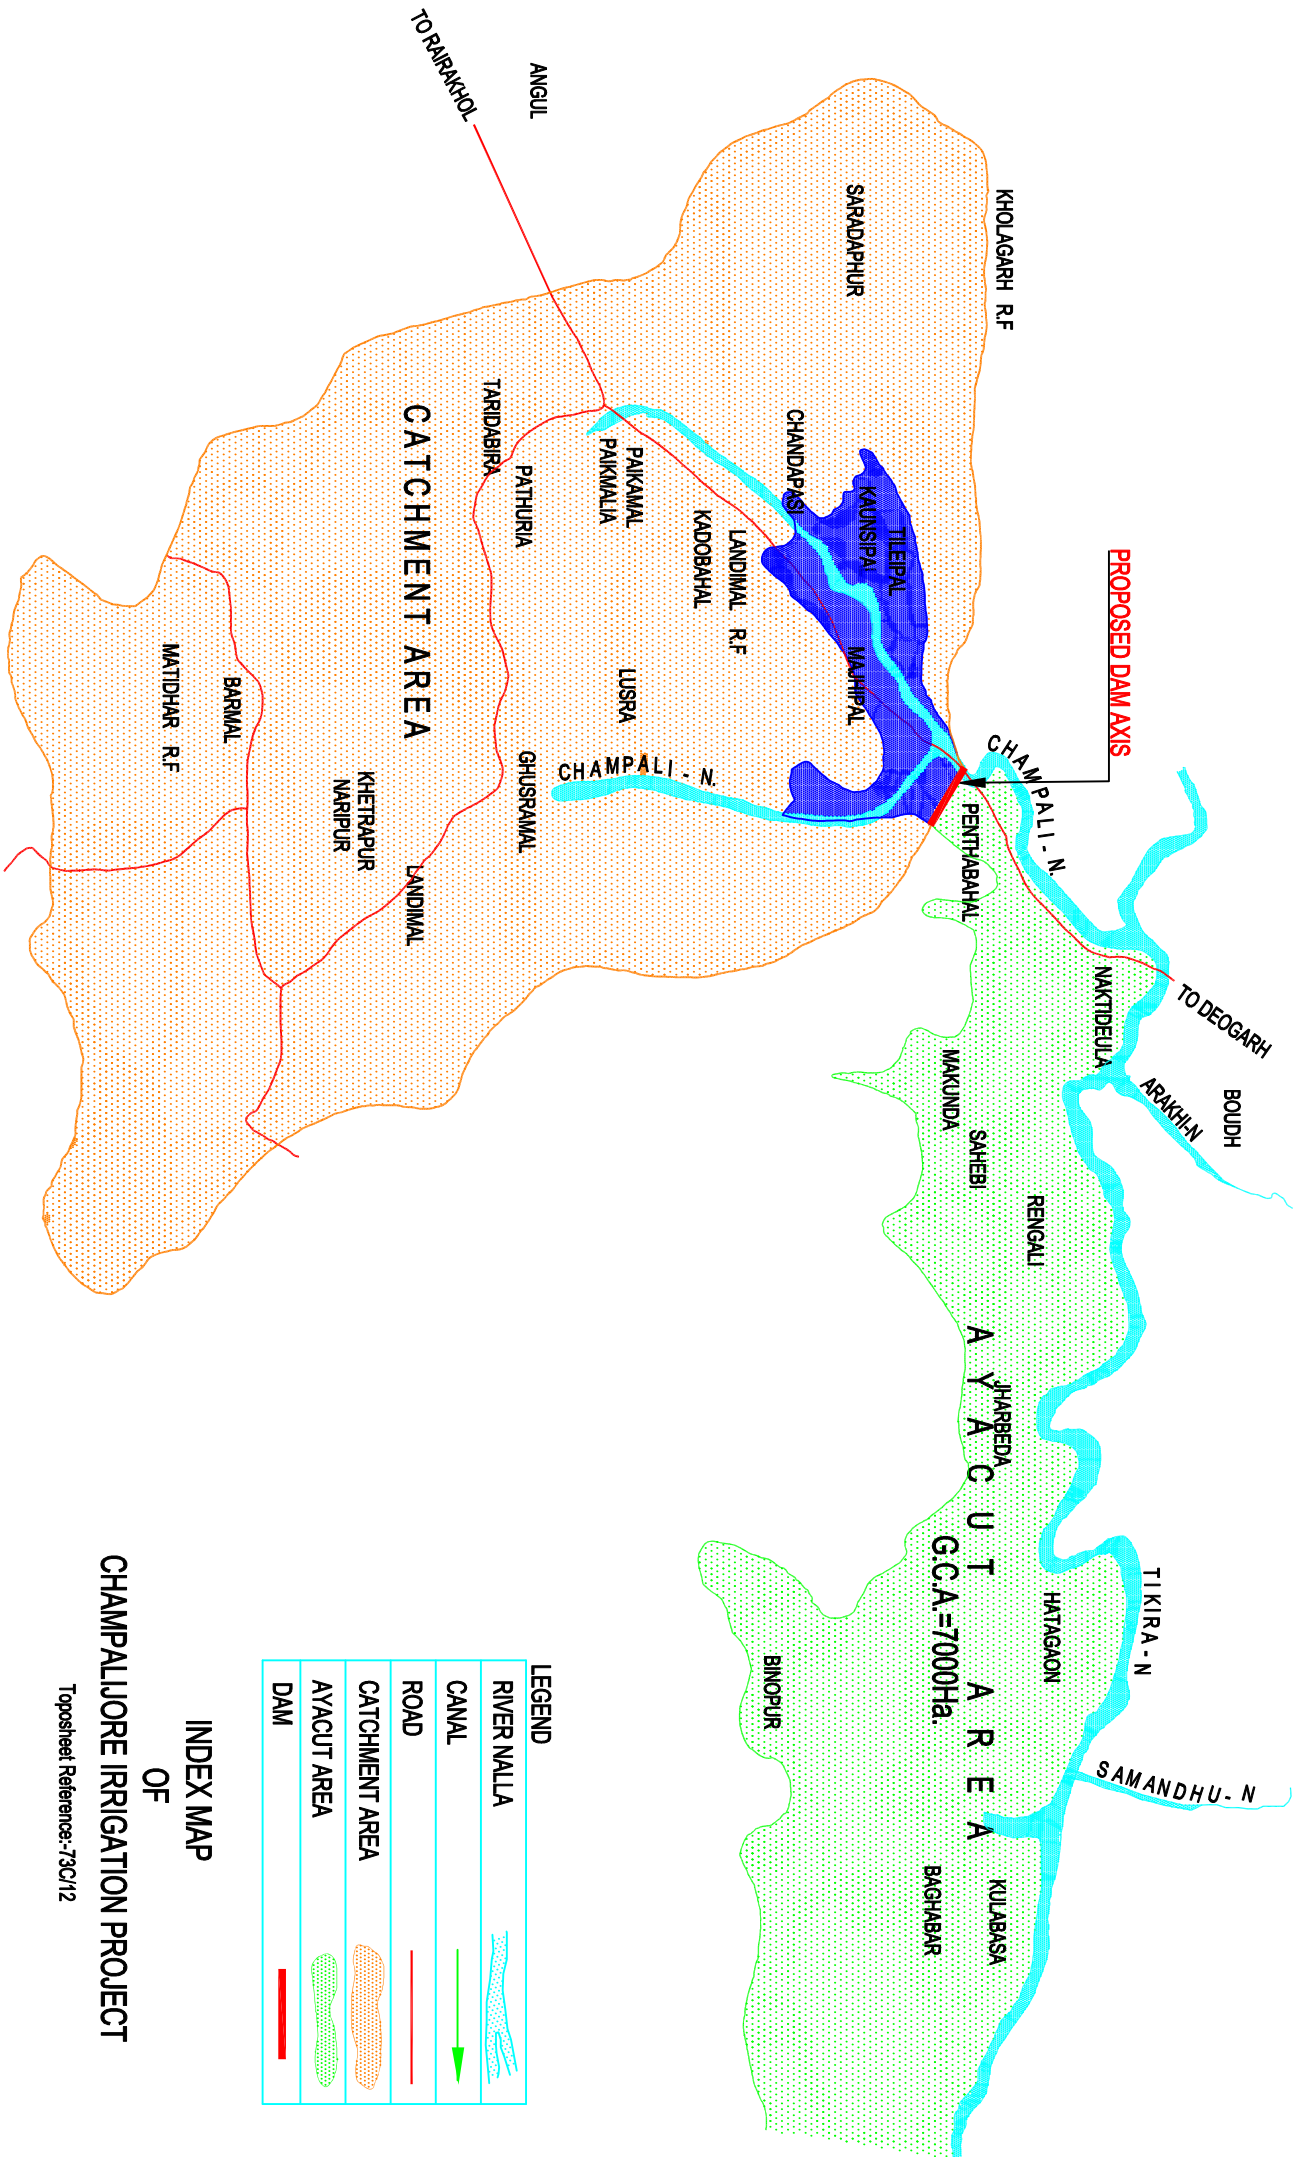 TO RAIRAKHOL
ANGUL
KHOLAGARH R.F
SARADAPHUR
PROPOSED DAM AXIS
CHANDAPASI
TILEIPAL
KAUNSIPAL
MAJHIPAL
LANDIMAL R.F
KADOBAHAL
PAIKAMAL
PAIKMALIA
PATHURIA
TARIDABIRA
CATCHMENT AREA
LUSRA
CHAMPALI - N.
GHUSRAMAL
LANDIMAL
KHETRAPUR
NARIPUR
BARMAL
MATIDHAR R.F
CHAMPALI - N.
PENTHABAHAL
TO DEOGARH
NAKTIDEULA
ARAKHI-N
BOUDH
MAKUNDA
SAHEBI
RENGALI
JHARBEDA
AYACUT AREA
G.C.A.=7000Ha.
HATAGAON
TIKIRA - N
SAMANDHU - N
BINOPUR
BAGHABAR
KULABASA
LEGEND
RIVER NALLA
CANAL
ROAD
CATCHMENT AREA
AYACUT AREA
DAM
INDEX MAP
OF
CHAMPALIJORE IRRIGATION PROJECT
Toposheet Reference:-73C/12